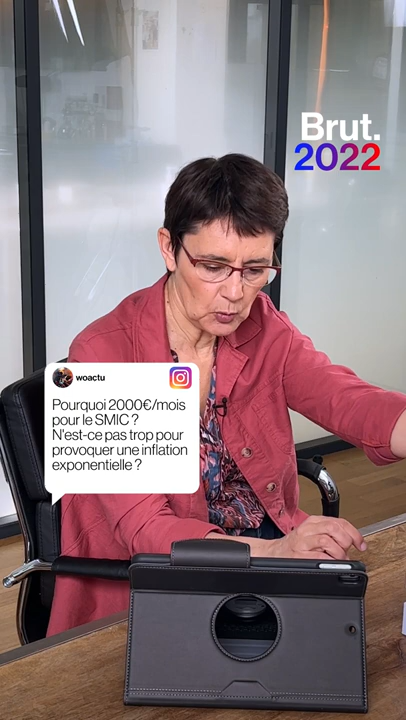 Brut.
2022
woactu
Pourquoi 2000€/mois
pour le SMIC ?
N'est-ce pas trop pour
provoquer une inflation
exponentielle ?